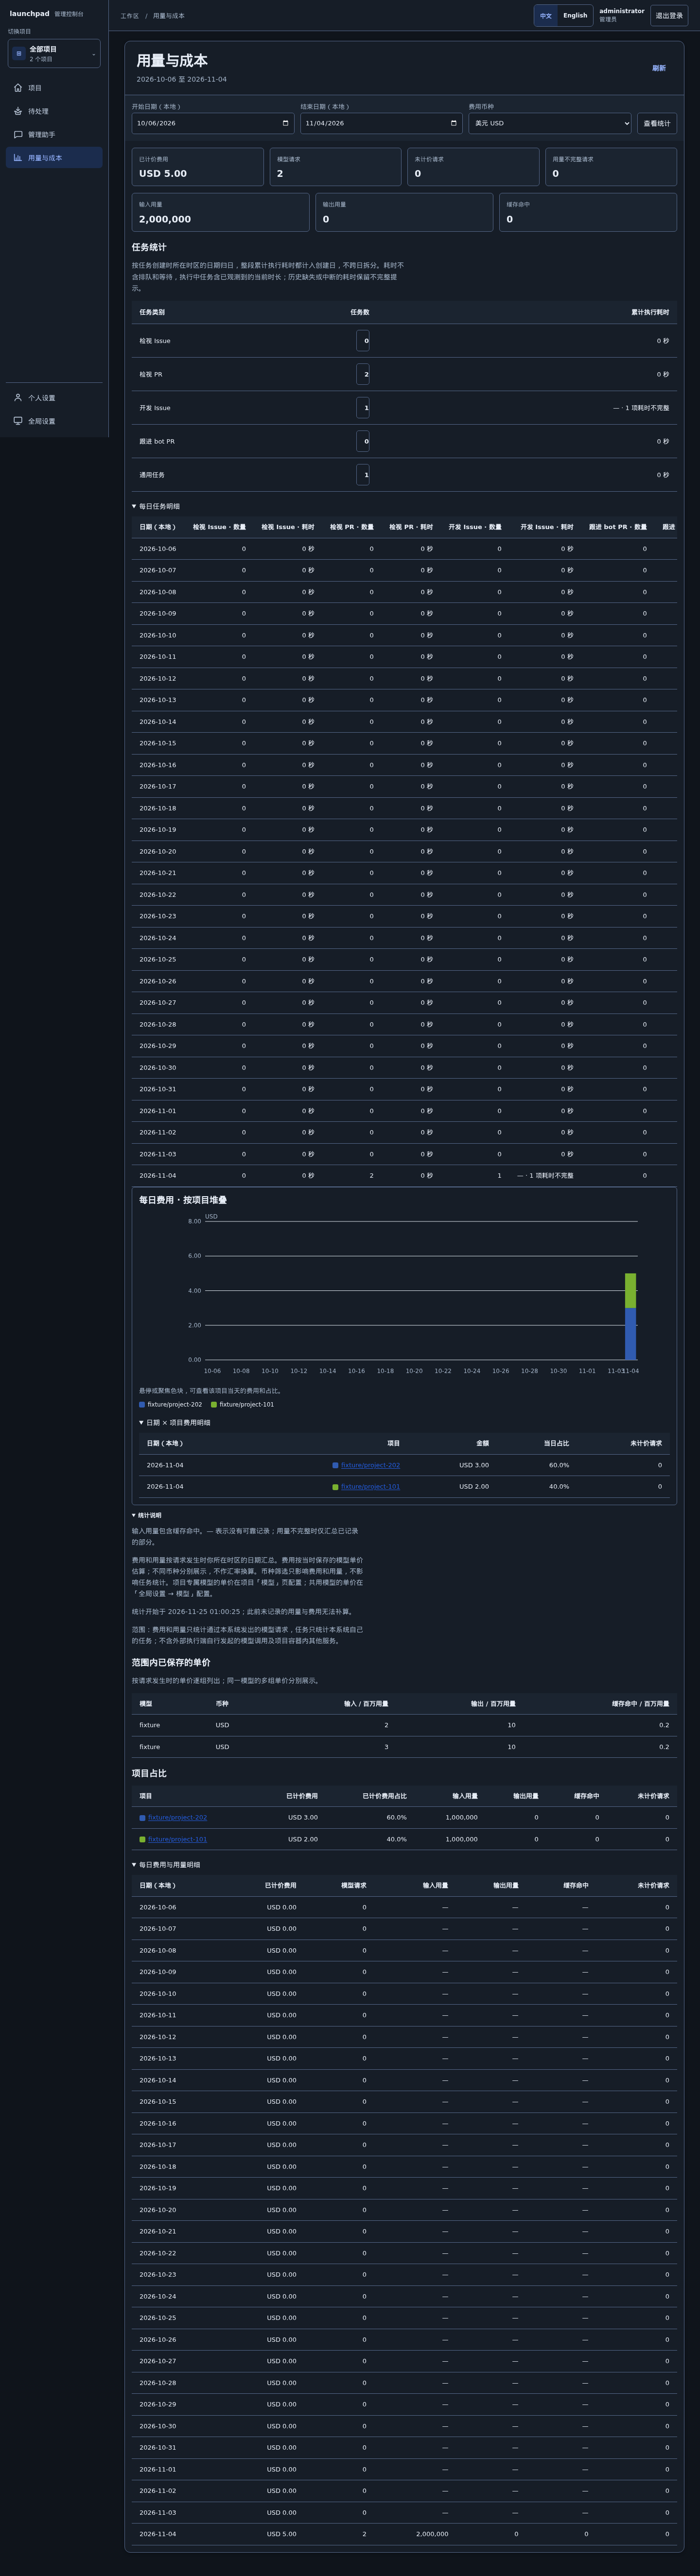 launchpad 管理控制台
切换项目
全部项目
2 个项目
项目
待处理
管理助手
用量与成本
个人设置
全局设置
工作区 / 用量与成本
中文 English
administrator
管理员
退出登录
用量与成本
2026-10-06 至 2026-11-04
刷新
开始日期（本地） 结束日期（本地） 费用币种
10/06/2026 11/04/2026 美元 USD 查看统计
已计价费用 模型请求 未计价请求 用量不完整请求
USD 5.00 2 0 0
输入用量 输出用量 缓存命中
2,000,000 0 0
任务统计
按任务创建时所在时区的日期归日，整段累计执行耗时都计入创建日，不跨日拆分。耗时不
含排队和等待，执行中任务含已观测到的当前时长；历史缺失或中断的耗时保留不完整提
示。
任务类别 任务数 累计执行耗时
检视 Issue 0 0 秒
检视 PR 2 0 秒
开发 Issue 1 — · 1 项耗时不完整
跟进 bot PR 0 0 秒
通用任务 1 0 秒
▼ 每日任务明细
日期（本地） 检视 Issue · 数量 检视 Issue · 耗时 检视 PR · 数量 检视 PR · 耗时 开发 Issue · 数量 开发 Issue · 耗时 跟进 bot PR · 数量 跟进
2026-10-06 0 0 秒 0 0 秒 0 0 秒 0
2026-10-07 0 0 秒 0 0 秒 0 0 秒 0
2026-10-08 0 0 秒 0 0 秒 0 0 秒 0
2026-10-09 0 0 秒 0 0 秒 0 0 秒 0
2026-10-10 0 0 秒 0 0 秒 0 0 秒 0
2026-10-11 0 0 秒 0 0 秒 0 0 秒 0
2026-10-12 0 0 秒 0 0 秒 0 0 秒 0
2026-10-13 0 0 秒 0 0 秒 0 0 秒 0
2026-10-14 0 0 秒 0 0 秒 0 0 秒 0
2026-10-15 0 0 秒 0 0 秒 0 0 秒 0
2026-10-16 0 0 秒 0 0 秒 0 0 秒 0
2026-10-17 0 0 秒 0 0 秒 0 0 秒 0
2026-10-18 0 0 秒 0 0 秒 0 0 秒 0
2026-10-19 0 0 秒 0 0 秒 0 0 秒 0
2026-10-20 0 0 秒 0 0 秒 0 0 秒 0
2026-10-21 0 0 秒 0 0 秒 0 0 秒 0
2026-10-22 0 0 秒 0 0 秒 0 0 秒 0
2026-10-23 0 0 秒 0 0 秒 0 0 秒 0
2026-10-24 0 0 秒 0 0 秒 0 0 秒 0
2026-10-25 0 0 秒 0 0 秒 0 0 秒 0
2026-10-26 0 0 秒 0 0 秒 0 0 秒 0
2026-10-27 0 0 秒 0 0 秒 0 0 秒 0
2026-10-28 0 0 秒 0 0 秒 0 0 秒 0
2026-10-29 0 0 秒 0 0 秒 0 0 秒 0
2026-10-30 0 0 秒 0 0 秒 0 0 秒 0
2026-10-31 0 0 秒 0 0 秒 0 0 秒 0
2026-11-01 0 0 秒 0 0 秒 0 0 秒 0
2026-11-02 0 0 秒 0 0 秒 0 0 秒 0
2026-11-03 0 0 秒 0 0 秒 0 0 秒 0
2026-11-04 0 0 秒 2 0 秒 1 — · 1 项耗时不完整 0
每日费用 · 按项目堆叠
USD
8.00
6.00
4.00
2.00
0.00
10-06 10-08 10-10 10-12 10-14 10-16 10-18 10-20 10-22 10-24 10-26 10-28 10-30 11-01 11-03 11-04
悬停或聚焦色块，可查看该项目当天的费用和占比。
fixture/project-202 fixture/project-101
▼ 日期 × 项目费用明细
日期（本地） 项目 金额 当日占比 未计价请求
2026-11-04 fixture/project-202 USD 3.00 60.0% 0
2026-11-04 fixture/project-101 USD 2.00 40.0% 0
▼ 统计说明
输入用量包含缓存命中。— 表示没有可靠记录；用量不完整时仅汇总已记录
的部分。
费用和用量按请求发生时你所在时区的日期汇总。费用按当时保存的模型单价
估算；不同币种分别展示，不作汇率换算。币种筛选只影响费用和用量，不影
响任务统计。项目专属模型的单价在项目「模型」页配置；共用模型的单价在
「全局设置 → 模型」配置。
统计开始于 2026-11-25 01:00:25；此前未记录的用量与费用无法补算。
范围：费用和用量只统计通过本系统发出的模型请求，任务只统计本系统自己
的任务；不含外部执行端自行发起的模型调用及项目容器内其他服务。
范围内已保存的单价
按请求发生时的单价逐组列出；同一模型的多组单价分别展示。
模型 币种 输入 / 百万用量 输出 / 百万用量 缓存命中 / 百万用量
fixture USD 2 10 0.2
fixture USD 3 10 0.2
项目占比
项目 已计价费用 已计价费用占比 输入用量 输出用量 缓存命中 未计价请求
fixture/project-202 USD 3.00 60.0% 1,000,000 0 0 0
fixture/project-101 USD 2.00 40.0% 1,000,000 0 0 0
▼ 每日费用与用量明细
日期（本地） 已计价费用 模型请求 输入用量 输出用量 缓存命中 未计价请求
2026-10-06 USD 0.00 0 — — — 0
2026-10-07 USD 0.00 0 — — — 0
2026-10-08 USD 0.00 0 — — — 0
2026-10-09 USD 0.00 0 — — — 0
2026-10-10 USD 0.00 0 — — — 0
2026-10-11 USD 0.00 0 — — — 0
2026-10-12 USD 0.00 0 — — — 0
2026-10-13 USD 0.00 0 — — — 0
2026-10-14 USD 0.00 0 — — — 0
2026-10-15 USD 0.00 0 — — — 0
2026-10-16 USD 0.00 0 — — — 0
2026-10-17 USD 0.00 0 — — — 0
2026-10-18 USD 0.00 0 — — — 0
2026-10-19 USD 0.00 0 — — — 0
2026-10-20 USD 0.00 0 — — — 0
2026-10-21 USD 0.00 0 — — — 0
2026-10-22 USD 0.00 0 — — — 0
2026-10-23 USD 0.00 0 — — — 0
2026-10-24 USD 0.00 0 — — — 0
2026-10-25 USD 0.00 0 — — — 0
2026-10-26 USD 0.00 0 — — — 0
2026-10-27 USD 0.00 0 — — — 0
2026-10-28 USD 0.00 0 — — — 0
2026-10-29 USD 0.00 0 — — — 0
2026-10-30 USD 0.00 0 — — — 0
2026-10-31 USD 0.00 0 — — — 0
2026-11-01 USD 0.00 0 — — — 0
2026-11-02 USD 0.00 0 — — — 0
2026-11-03 USD 0.00 0 — — — 0
2026-11-04 USD 5.00 2 2,000,000 0 0 0